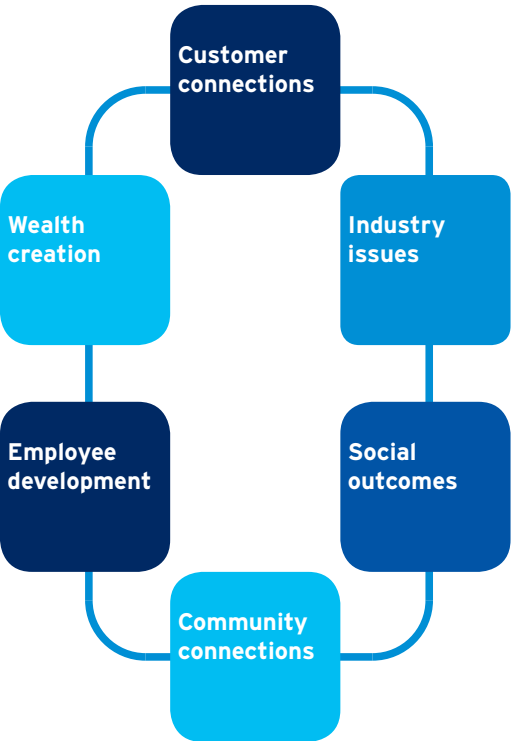 Customer
connections
Wealth
creation
Industry
issues
Employee
development
Social
outcomes
Community
connections